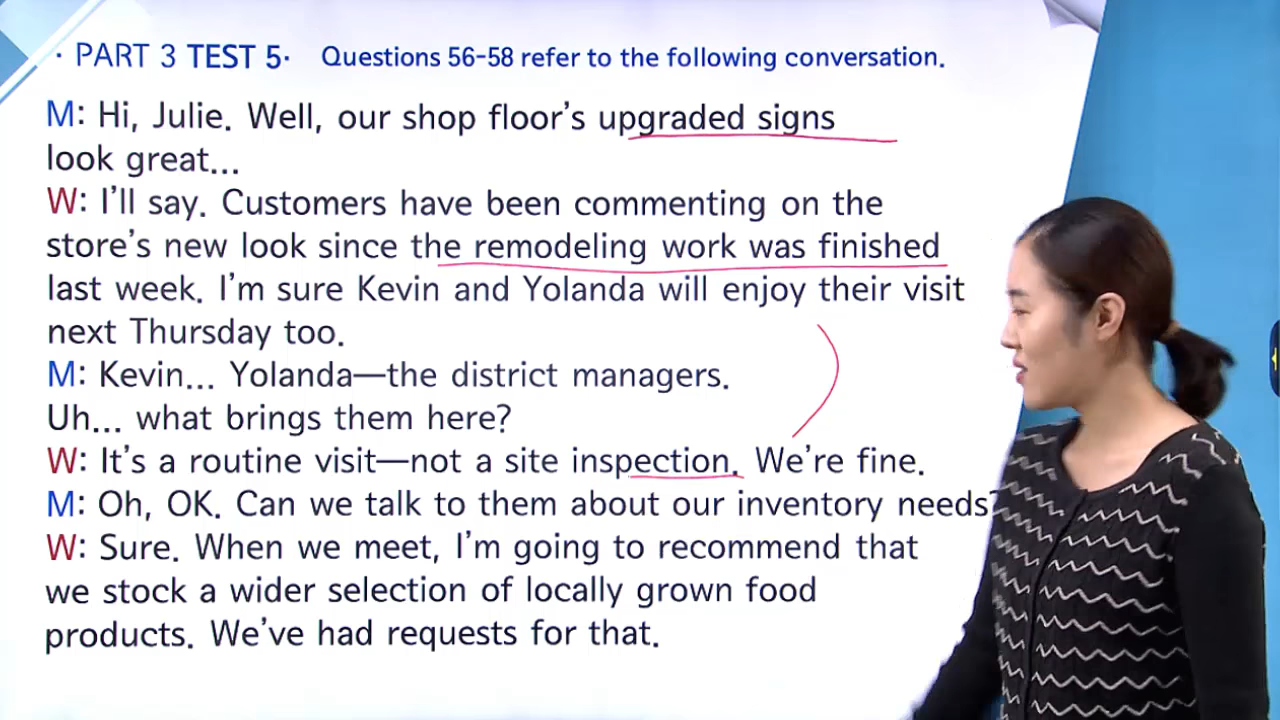 · PART 3 TEST 5· Questions 56-58 refer to the following conversation.
M: Hi, Julie. Well, our shop floor's upgraded signs
look great...
W: I'll say. Customers have been commenting on the
store's new look since the remodeling work was finished
last week. I'm sure Kevin and Yolanda will enjoy their visit
next Thursday too.
M: Kevin... Yolanda—the district managers.
Uh... what brings them here?
W: It's a routine visit—not a site inspection. We're fine.
M: Oh, OK. Can we talk to them about our inventory needs?
W: Sure. When we meet, I'm going to recommend that
we stock a wider selection of locally grown food
products. We've had requests for that.